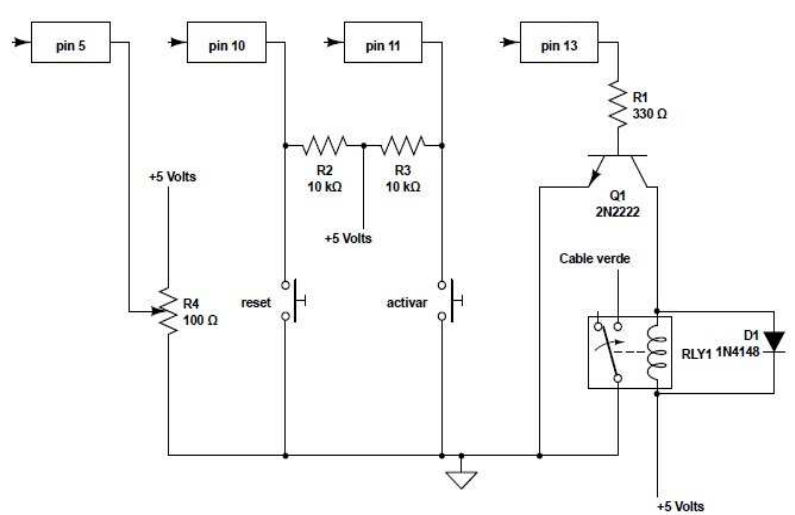 pin 5
pin 10
pin 11
pin 13
R1
330 Ω
R2
10 kΩ
R3
10 kΩ
+5 Volts
+5 Volts
Q1
2N2222
Cable verde
R4
100 Ω
reset
activar
RLY1
D1
1N4148
+5 Volts